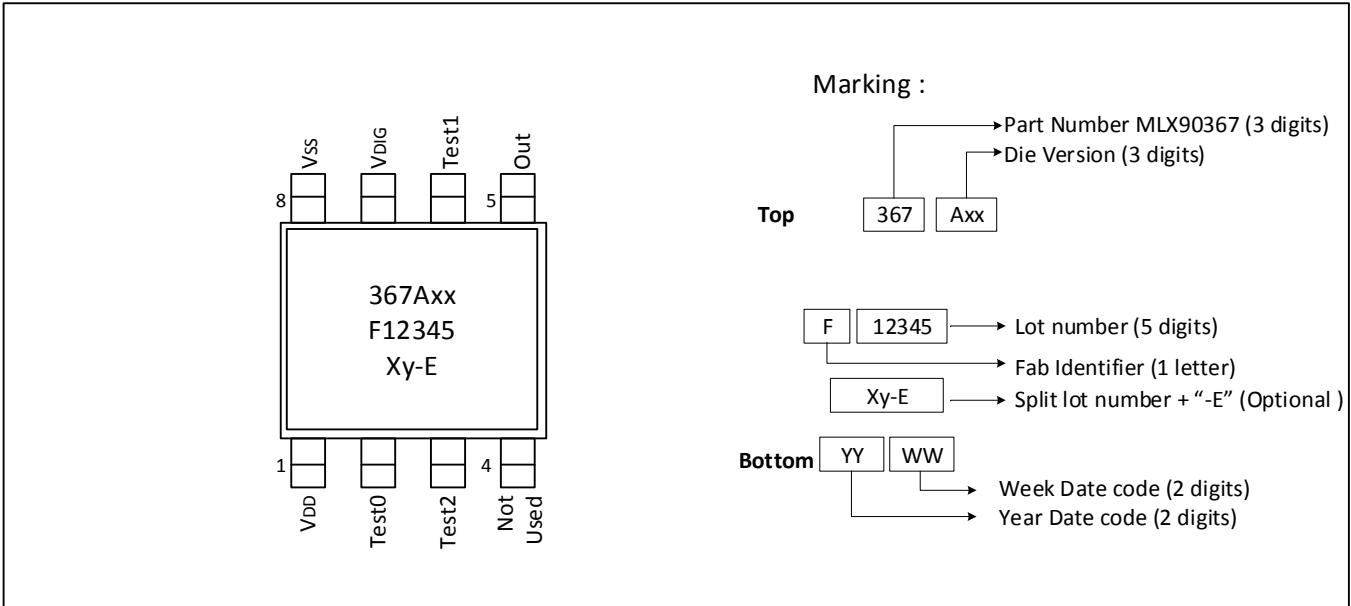 Marking :
Vss VDIG Test1 Out
8 5
367Axx
F12345
Xy-E
1 4
VDD Test0 Test2 Not Used
Part Number MLX90367 (3 digits)
Die Version (3 digits)
Top 367 Axx
F 12345 Lot number (5 digits)
Fab Identifier (1 letter)
Xy-E Split lot number + “-E” (Optional )
Bottom YY WW
Week Date code (2 digits)
Year Date code (2 digits)